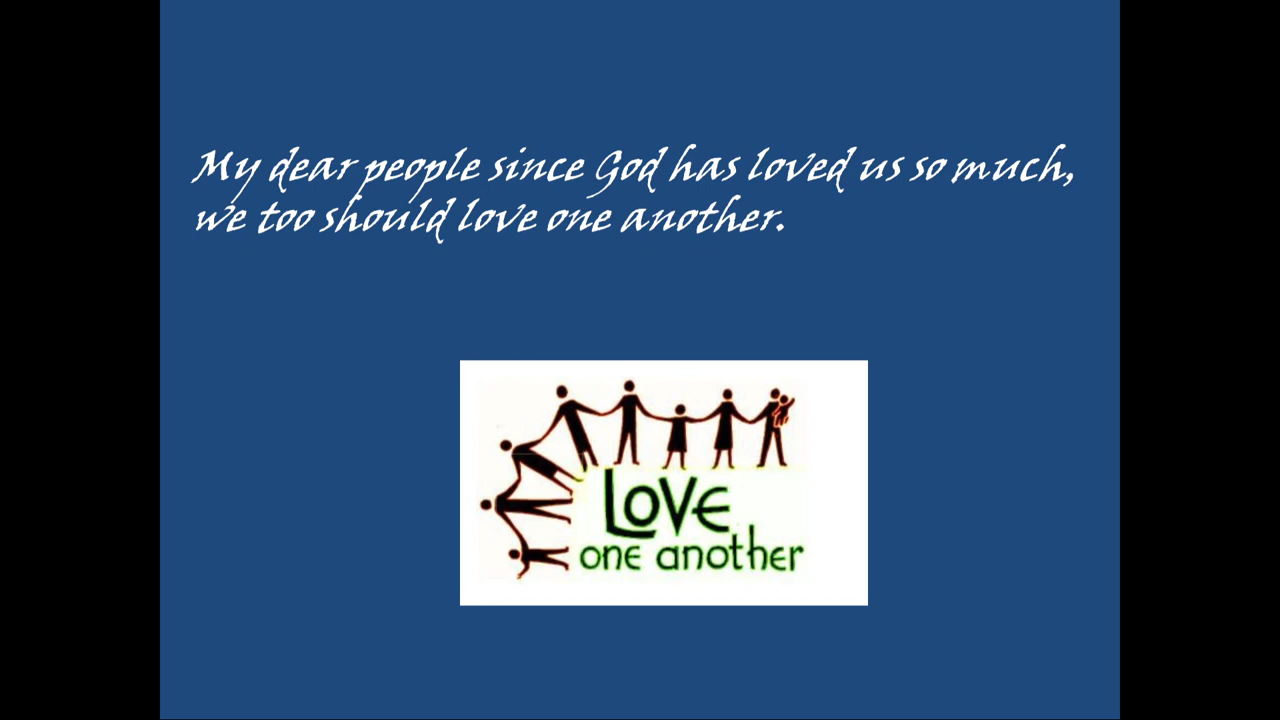 My dear people since God has loved us so much,
we too should love one another.
LOVE
one another